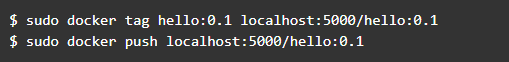 $ sudo docker tag hello:0.1 localhost:5000/hello:0.1
$ sudo docker push localhost:5000/hello:0.1